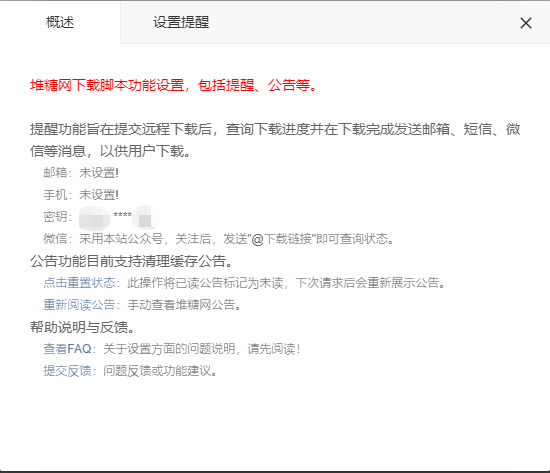 概述 设置提醒
堆糖网下载脚本功能设置，包括提醒、公告等。
提醒功能旨在提交远程下载后，查询下载进度并在下载完成发送邮箱、短信、微
信等消息，以供用户下载。
邮箱：未设置!
手机：未设置!
密钥： ****
微信：采用本站公众号，关注后，发送"@下载链接"即可查询状态。
公告功能目前支持清理缓存公告。
点击重置状态：此操作将已读公告标记为未读，下次请求后会重新展示公告。
重新阅读公告：手动查看堆糖网公告。
帮助说明与反馈。
查看FAQ：关于设置方面的问题说明，请先阅读！
提交反馈：问题反馈或功能建议。